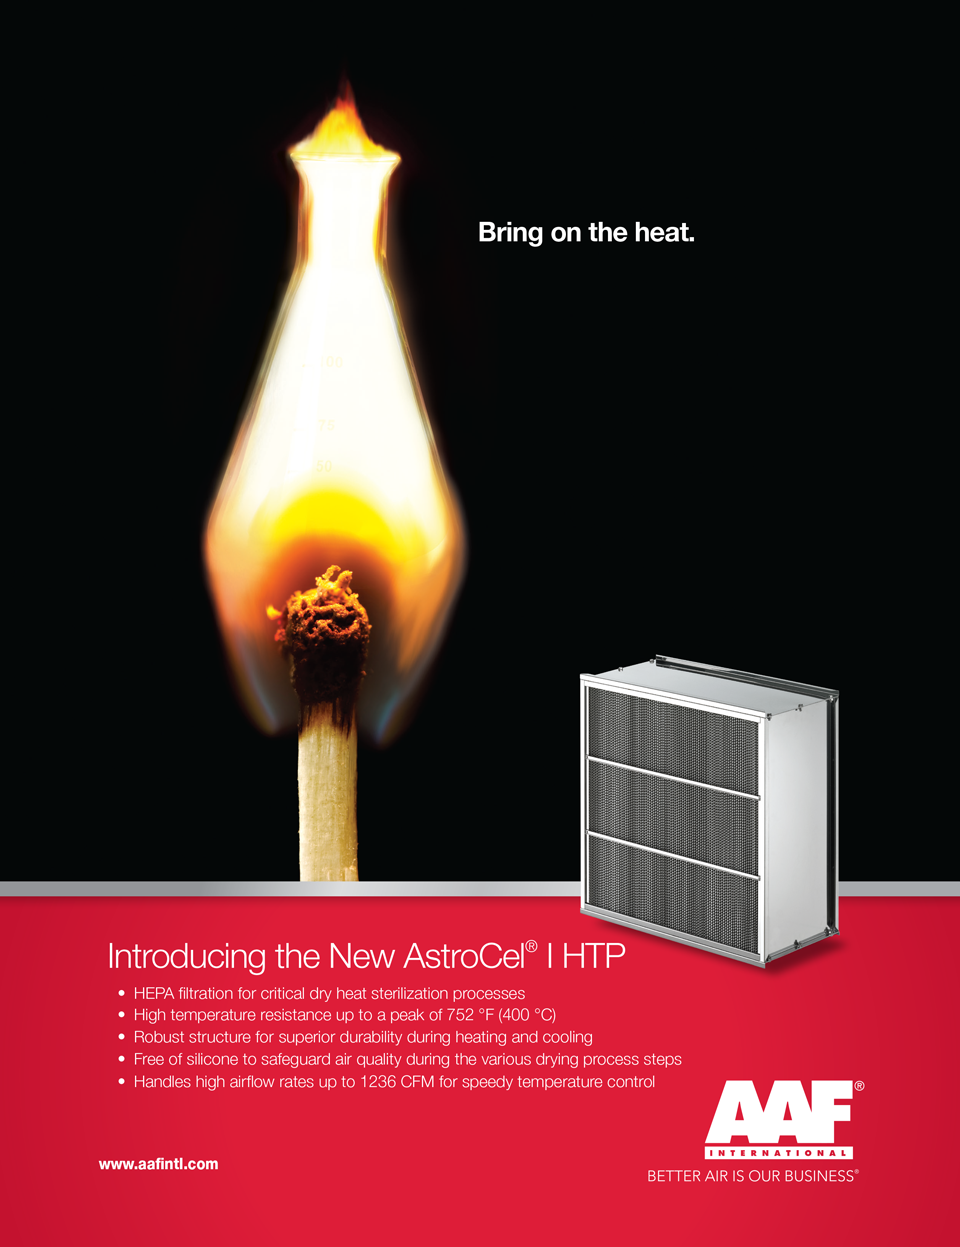 Bring on the heat.
100
75
50
Introducing the New AstroCel® I HTP
• HEPA filtration for critical dry heat sterilization processes
• High temperature resistance up to a peak of 752 °F (400 °C)
• Robust structure for superior durability during heating and cooling
• Free of silicone to safeguard air quality during the various drying process steps
• Handles high airflow rates up to 1236 CFM for speedy temperature control
AAF®
INTERNATIONAL
www.aafintl.com
BETTER AIR IS OUR BUSINESS®